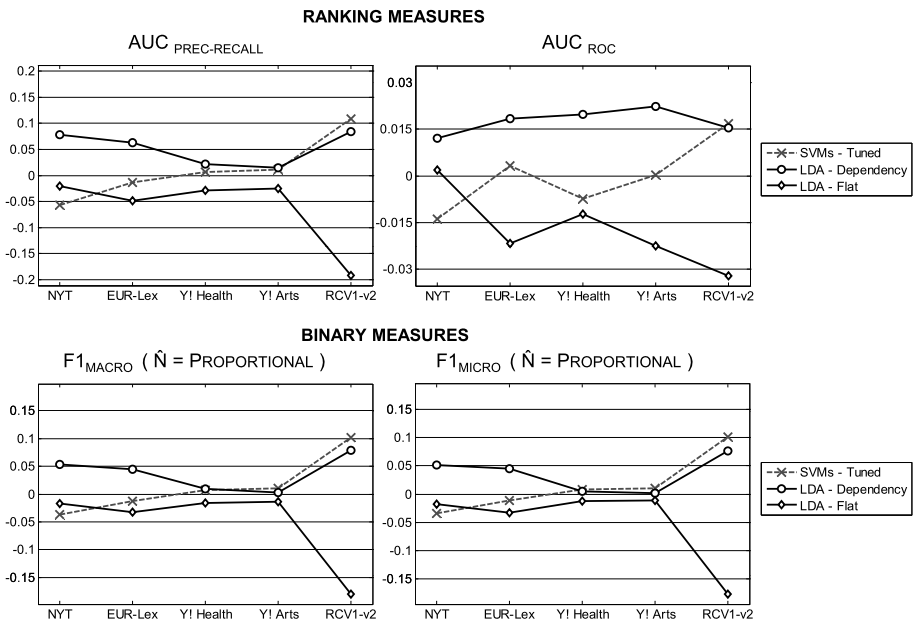 RANKING MEASURES
AUC PREC-RECALL
0.2
0.15
0.1
0.05
0
-0.05
-0.1
-0.15
-0.2
NYT EUR-Lex Y! Health Y! Arts RCV1-v2
AUC ROC
0.03
0.015
0
-0.015
-0.03
NYT EUR-Lex Y! Health Y! Arts RCV1-v2
SVMs - Tuned
LDA - Dependency
LDA - Flat
BINARY MEASURES
F1MACRO ( N̂ = PROPORTIONAL )
0.15
0.1
0.05
0
-0.05
-0.1
-0.15
NYT EUR-Lex Y! Health Y! Arts RCV1-v2
F1MICRO ( N̂ = PROPORTIONAL )
0.15
0.1
0.05
0
-0.05
-0.1
-0.15
NYT EUR-Lex Y! Health Y! Arts RCV1-v2
SVMs - Tuned
LDA - Dependency
LDA - Flat